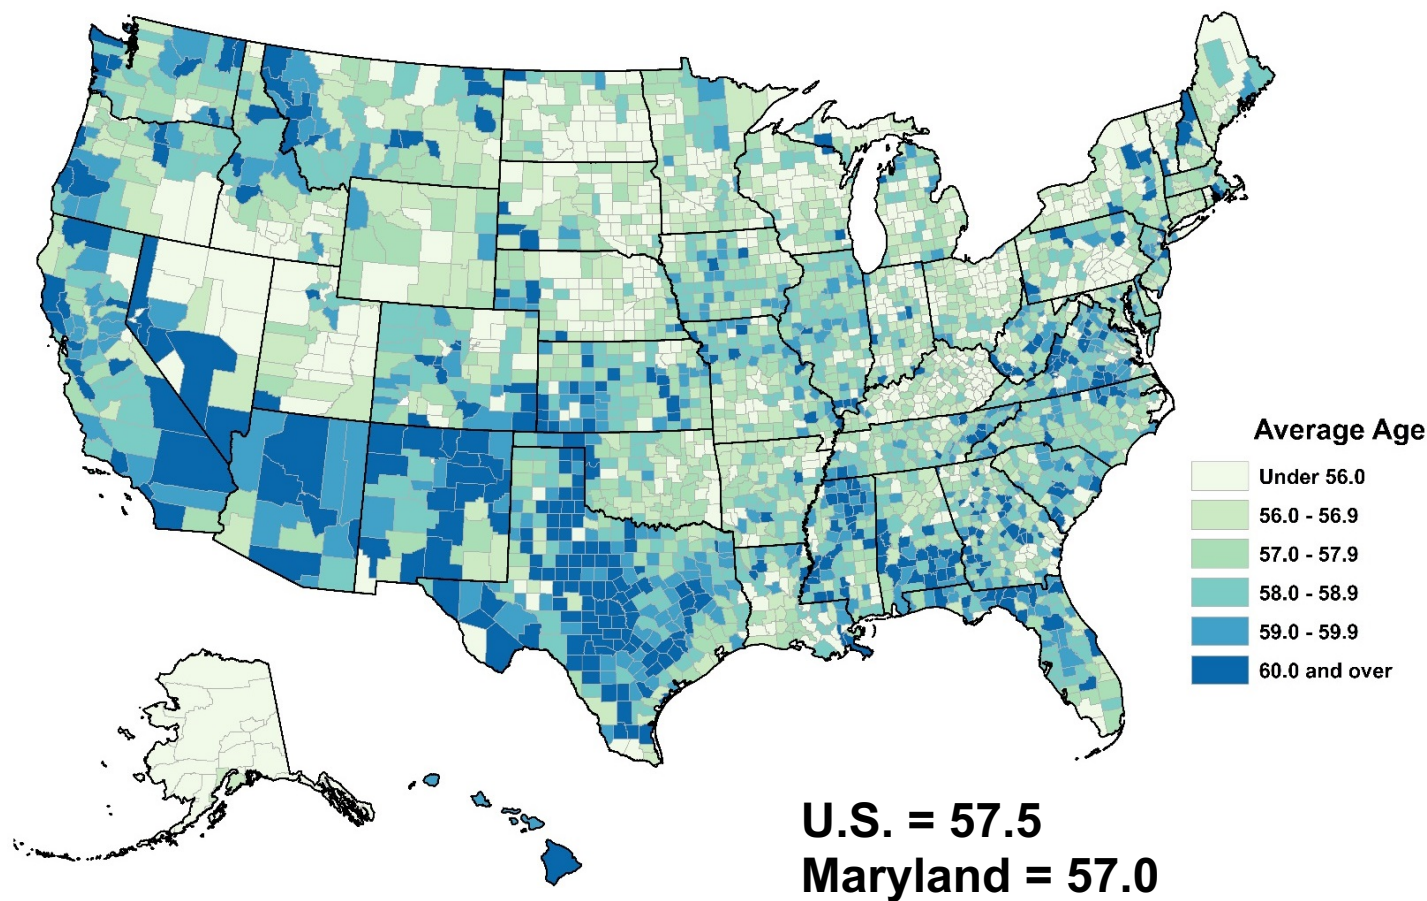 Average Age
Under 56.0
56.0 - 56.9
57.0 - 57.9
58.0 - 58.9
59.0 - 59.9
60.0 and over
U.S. = 57.5
Maryland = 57.0